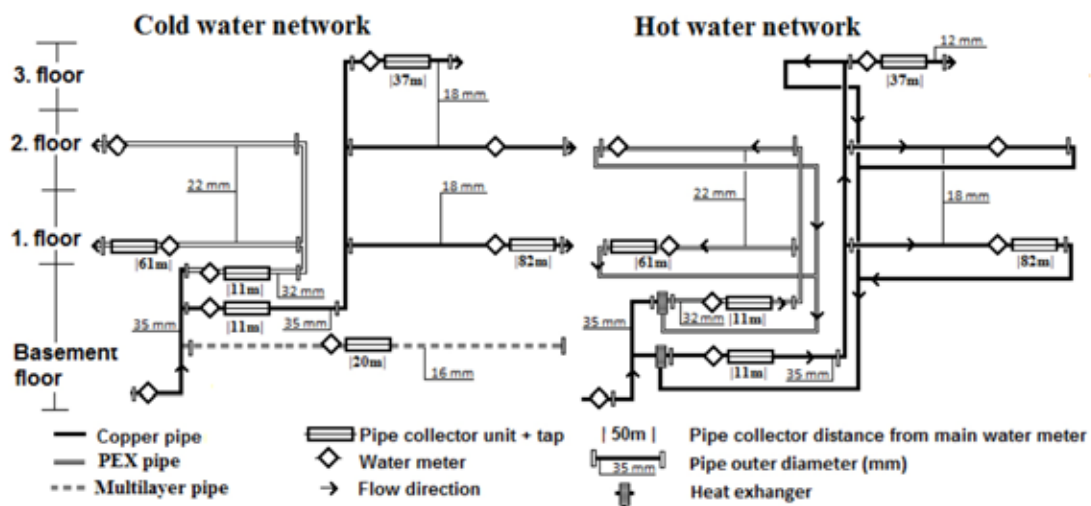 Cold water network
Hot water network
3. floor
|37m|
18 mm
12 mm
|37m|
2. floor
22 mm
18 mm
22 mm
18 mm
1. floor
|61m|
|82m|
|61m|
|82m|
|11m|
32 mm
35 mm
|11m|
35 mm
35 mm
32 mm
|11m|
Basement
floor
|20m|
16 mm
|11m|
35 mm
Copper pipe
PEX pipe
Multilayer pipe
Pipe collector unit + tap
Water meter
Flow direction
| 50m |
Pipe collector distance from main water meter
35 mm
Pipe outer diameter (mm)
Heat exhanger